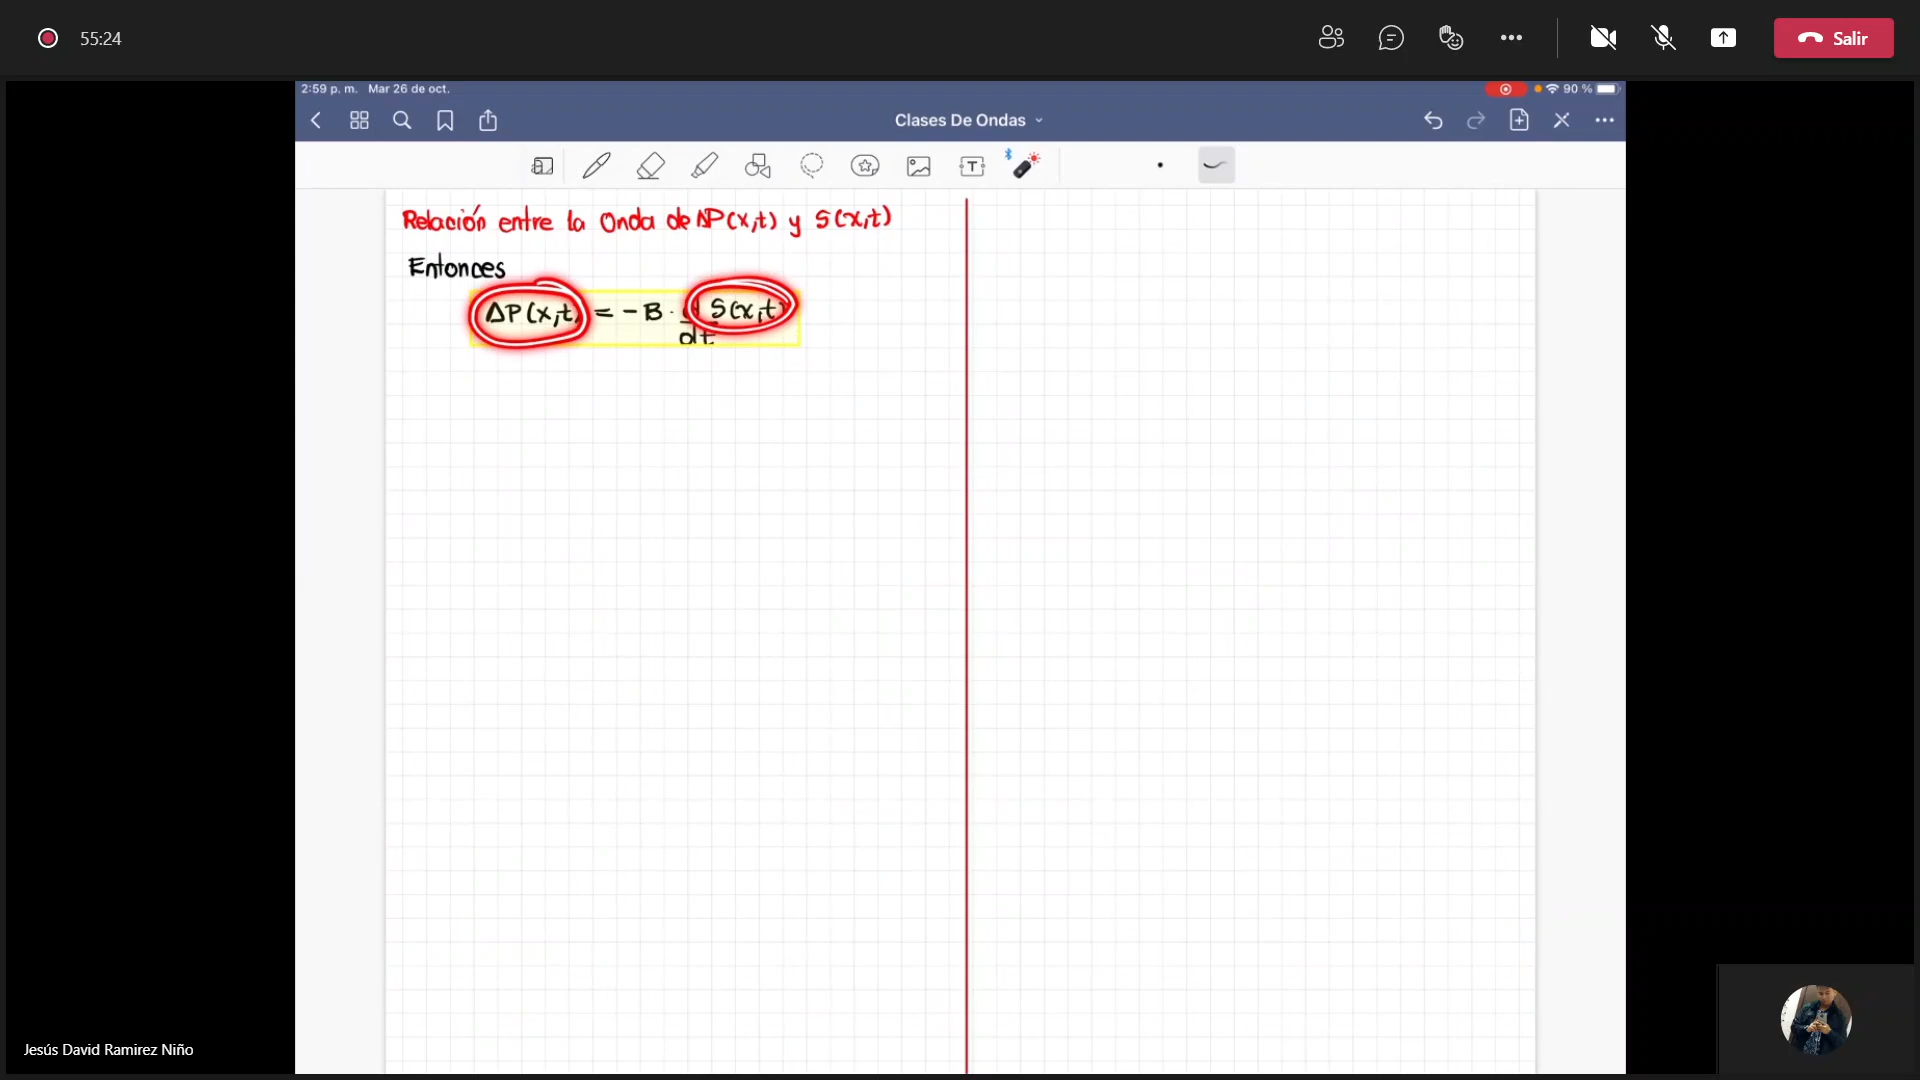 55:24
Salir
2:59 p. m. Mar 26 de oct.
90 %
Clases De Ondas
Relación entre la Onda de ΔP(x,t) y S(x,t)
Entonces
ΔP(x,t) = - B · d S(x,t)
dt
Jesús David Ramirez Niño